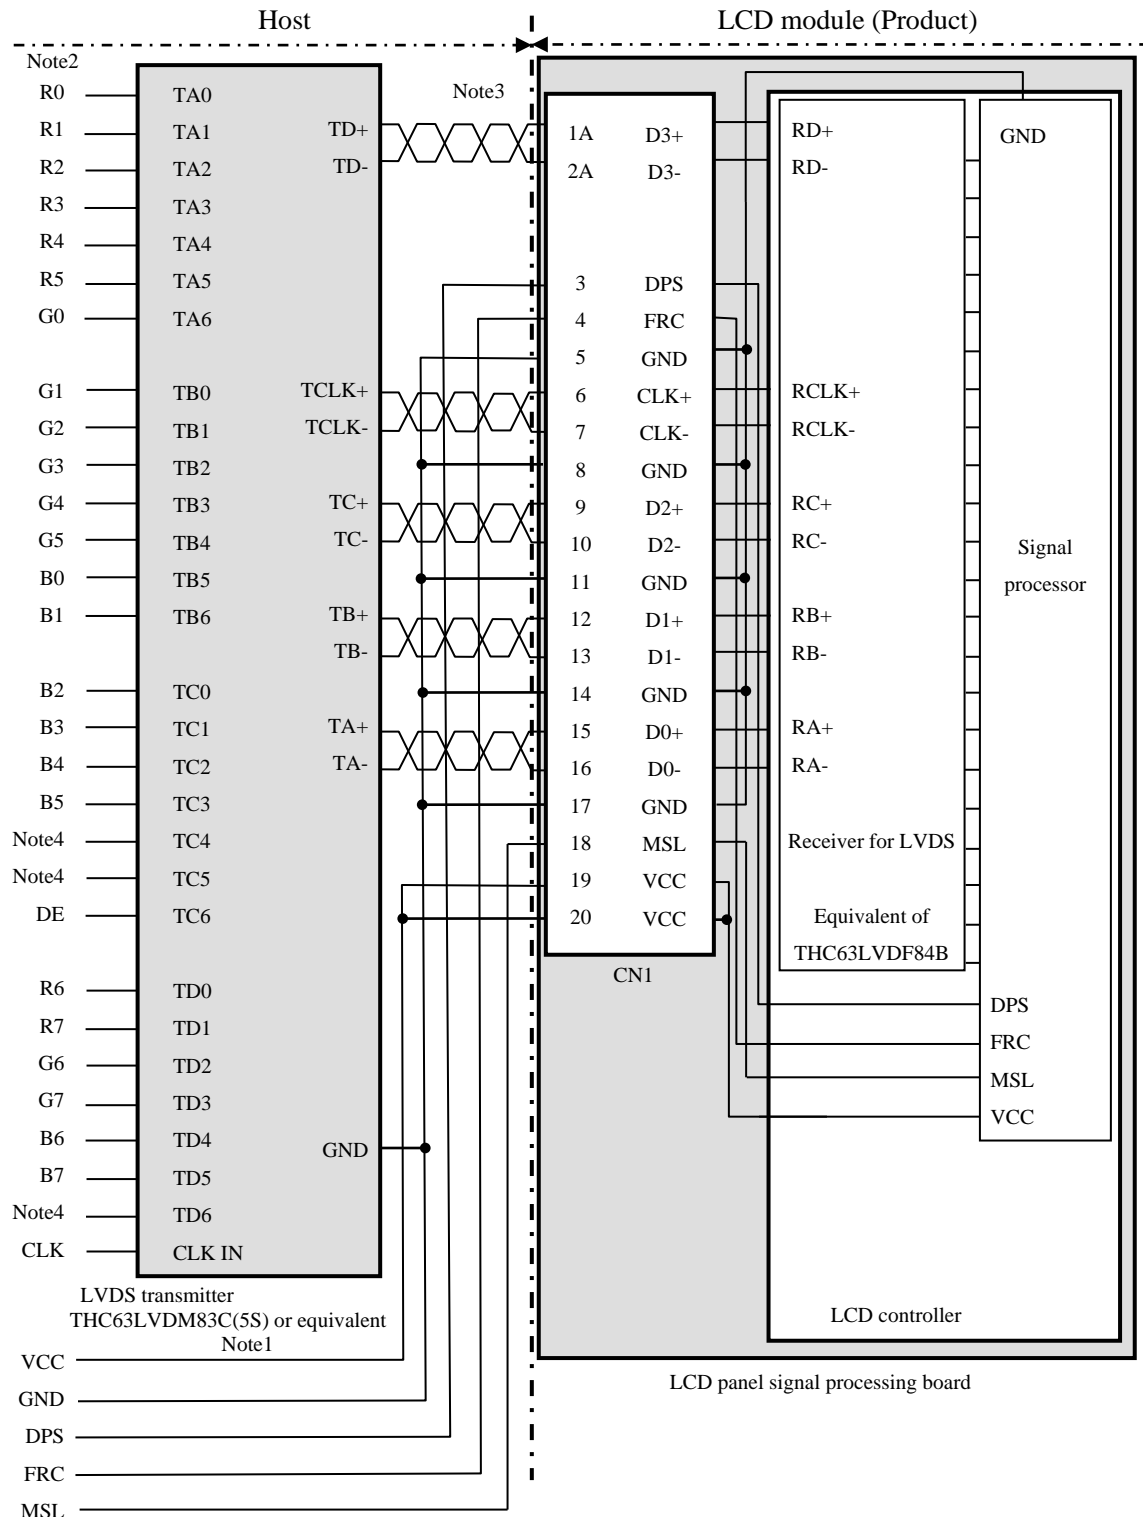 Host
LCD module (Product)
Note2
R0
R1
R2
R3
R4
R5
G0
G1
G2
G3
G4
G5
B0
B1
B2
B3
B4
B5
Note4
Note4
DE
R6
R7
G6
G7
B6
B7
Note4
CLK
TA0
TA1
TA2
TA3
TA4
TA5
TA6
TB0
TB1
TB2
TB3
TB4
TB5
TB6
TC0
TC1
TC2
TC3
TC4
TC5
TC6
TD0
TD1
TD2
TD3
TD4
TD5
TD6
CLK IN
TD+
TD-
TCLK+
TCLK-
TC+
TC-
TB+
TB-
TA+
TA-
GND
LVDS transmitter
THC63LVDM83C(5S) or equivalent
Note1
VCC
GND
DPS
FRC
MSL
Note3
1A D3+
2A D3-
3 DPS
4 FRC
5 GND
6 CLK+
7 CLK-
8 GND
9 D2+
10 D2-
11 GND
12 D1+
13 D1-
14 GND
15 D0+
16 D0-
17 GND
18 MSL
19 VCC
20 VCC
CN1
RD+
RD-
RCLK+
RCLK-
RC+
RC-
RB+
RB-
RA+
RA-
Receiver for LVDS
Equivalent of
THC63LVDF84B
GND
Signal
processor
DPS
FRC
MSL
VCC
LCD controller
LCD panel signal processing board